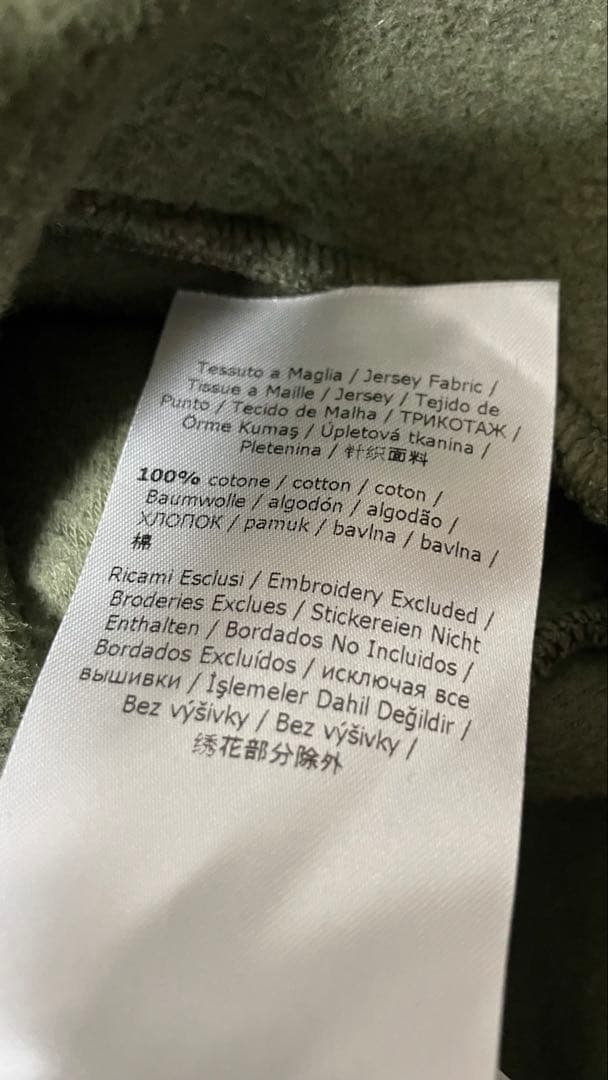 Tessuto a Maglia / Jersey Fabric /
Tissue a Maille / Jersey / Tejido de
Punto / Tecido de Malha / ТРИКОТАЖ /
Örme Kumaş / Úpletová tkanina /
Pletenina / 针织面料
100% cotone / cotton / coton /
Baumwolle / algodón / algodão /
ХЛОПОК / pamuk / bavlna / bavlna /
棉
Ricami Esclusi / Embroidery Excluded /
Broderies Exclues / Stickereien Nicht
Enthalten / Bordados No Incluidos /
Bordados Excluídos / исключая все
вышивки / İşlemeler Dahil Değildir /
Bez výšivky / Bez výšivky /
绣花部分除外